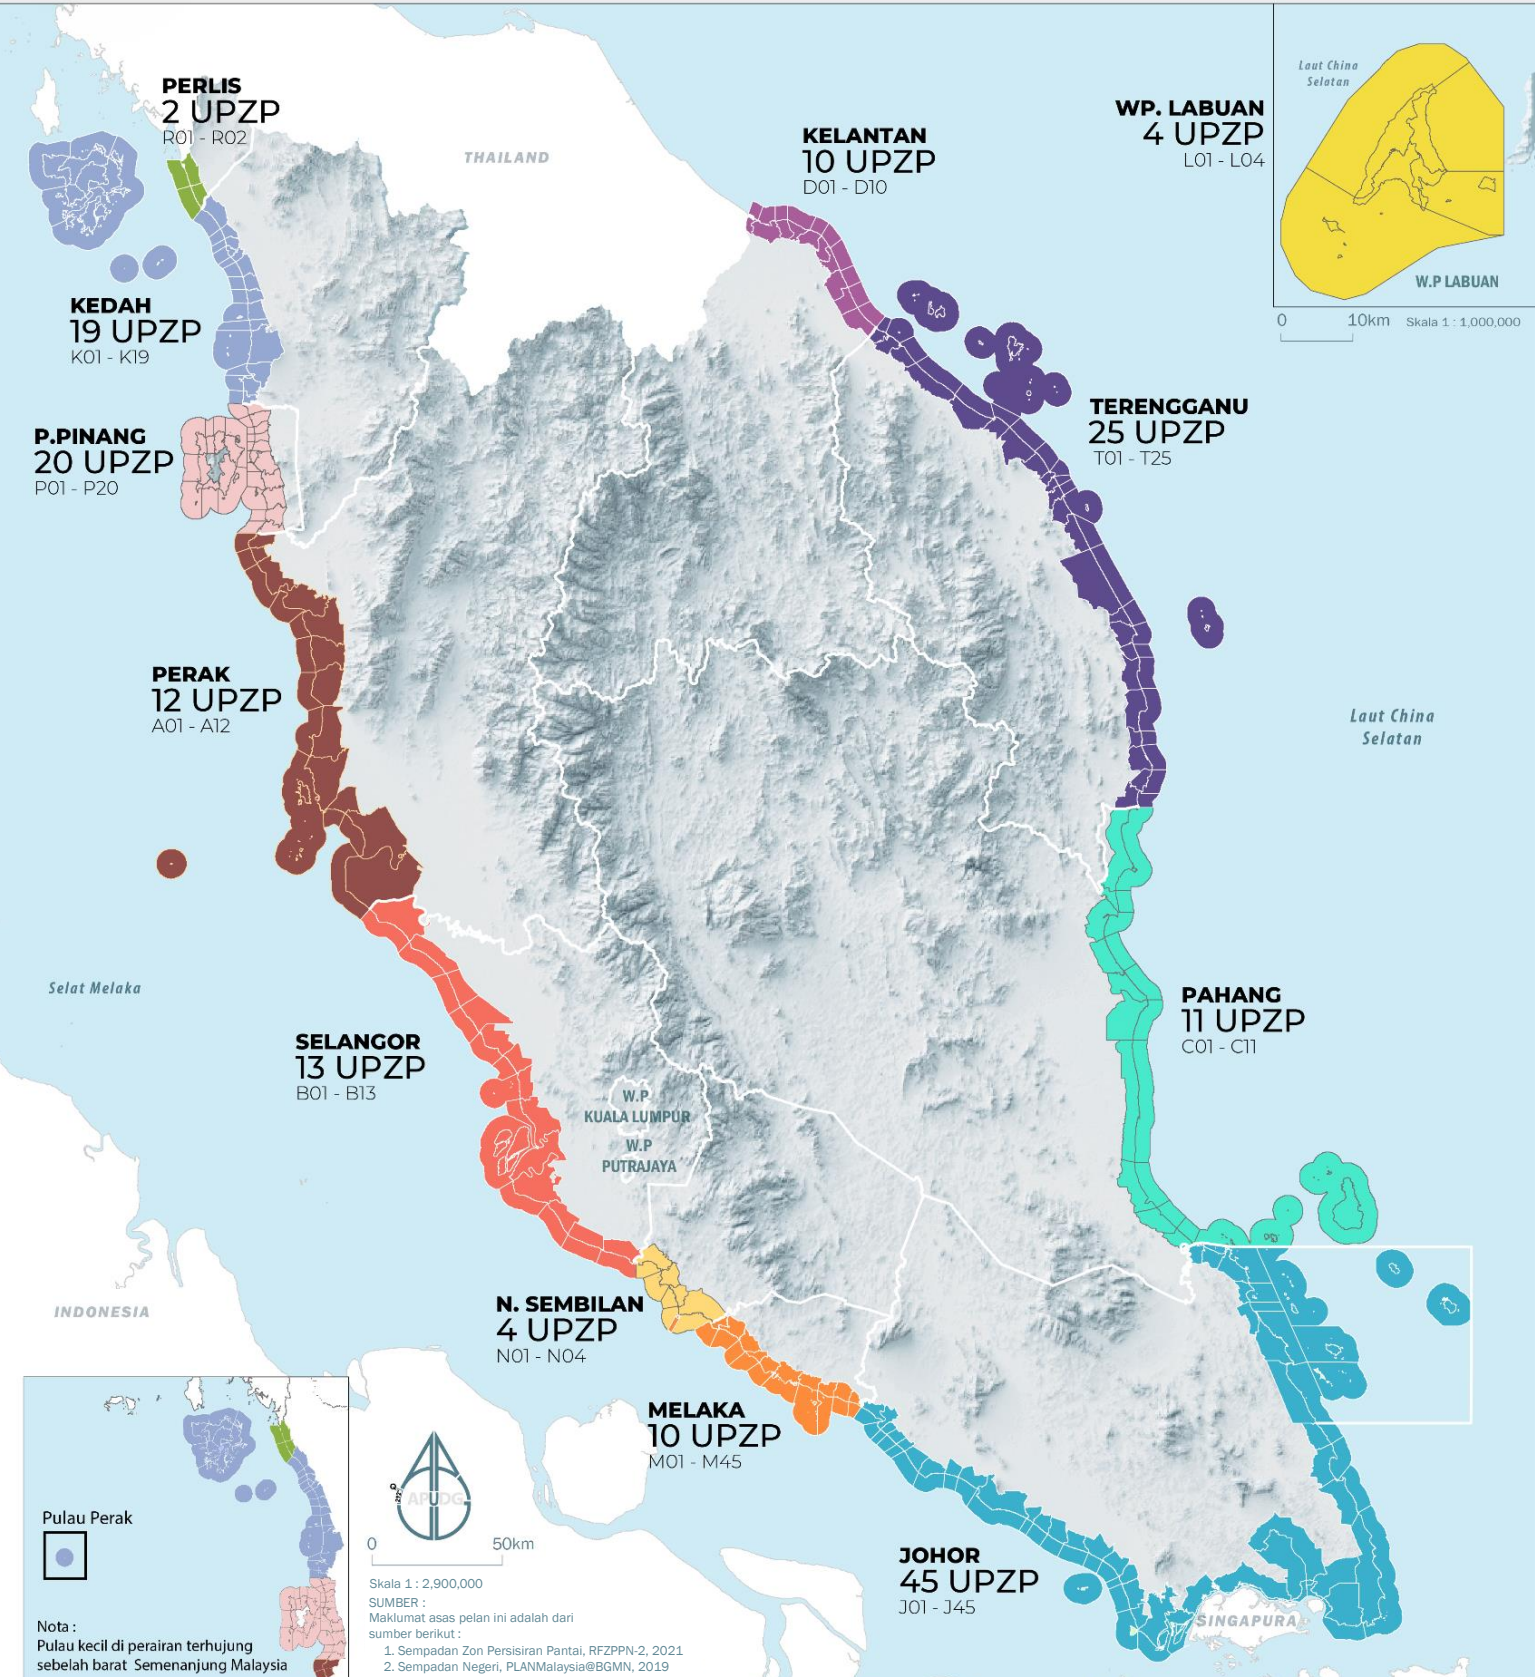 PERLIS
2 UPZP
R01 - R02
THAILAND
KELANTAN
10 UPZP
D01 - D10
WP. LABUAN
4 UPZP
L01 - L04
Laut China
Selatan
W.P LABUAN
0 10km Skala 1 : 1,000,000
KEDAH
19 UPZP
K01 - K19
P.PINANG
20 UPZP
P01 - P20
TERENGGANU
25 UPZP
T01 - T25
PERAK
12 UPZP
A01 - A12
Laut China
Selatan
Selat Melaka
SELANGOR
13 UPZP
B01 - B13
PAHANG
11 UPZP
C01 - C11
W.P
KUALA LUMPUR
W.P
PUTRAJAYA
INDONESIA
N. SEMBILAN
4 UPZP
N01 - N04
MELAKA
10 UPZP
M01 - M45
JOHOR
45 UPZP
J01 - J45
SINGAPURA
Pulau Perak
Nota :
Pulau kecil di perairan terhujung
sebelah barat Semenanjung Malaysia
APUDG
0 50km
Skala 1 : 2,900,000
SUMBER :
Maklumat asas pelan ini adalah dari
sumber berikut :
1. Sempadan Zon Persisiran Pantai, RFZPPN-2, 2021
2. Sempadan Negeri, PLANMalaysia@BGMN, 2019